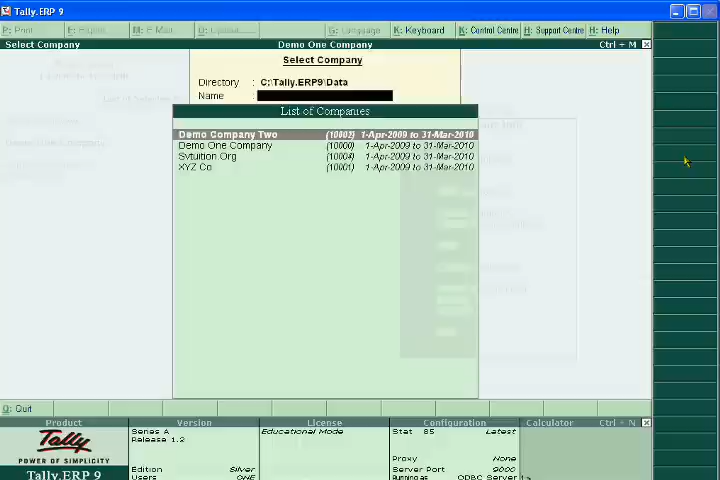 Tally.ERP 9
P: Print
E: Export
M: E-Mail
O: Upload
G: Language
K: Keyboard
K: Control Centre
H: Support Centre
H: Help
Select Company
Demo One Company
Ctrl + M
Select Company
Directory : C:\Tally.ERP9\Data
Name :
List of Companies
Demo Company Two (10002) 1-Apr-2009 to 31-Mar-2010
Demo One Company (10000) 1-Apr-2009 to 31-Mar-2010
Svtuition Org (10004) 1-Apr-2009 to 31-Mar-2010
XYZ Co (10001) 1-Apr-2009 to 31-Mar-2010
Q: Quit
Product
Version
License
Configuration
Calculator
Ctrl + N
Tally
POWER OF SIMPLICITY
Tally.ERP 9
Series A
Release 1.2
Edition Silver
Users ONE
Educational Mode
Stat 85 Latest
Proxy None
Server Port 9000
Running as ODBC Server
1>